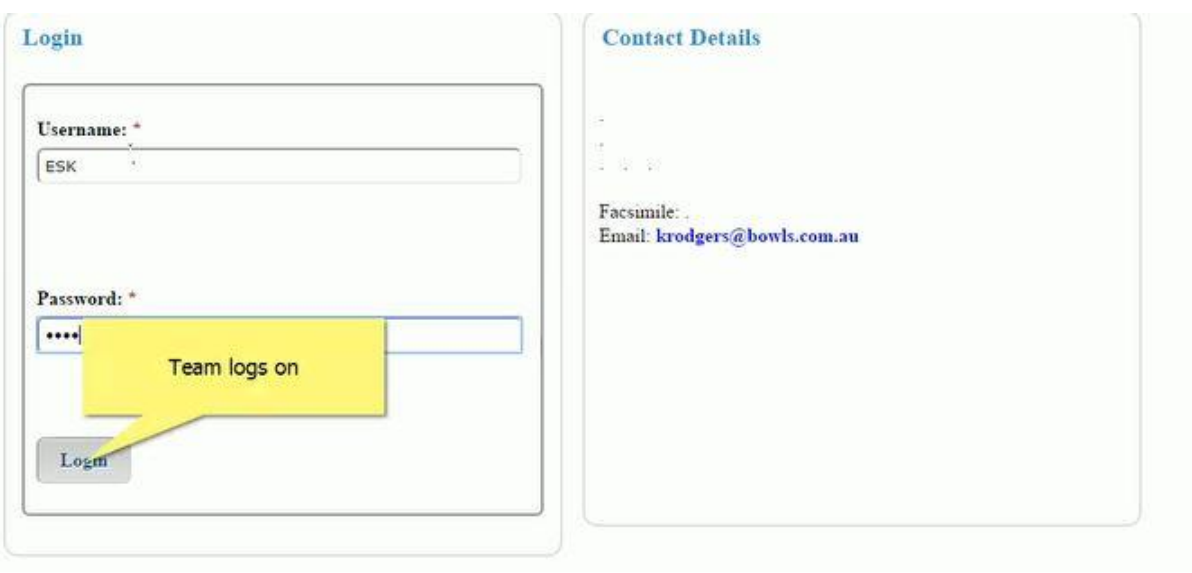 Login
Username: *
ESK
Password: *
••••
Team logs on
Login
Contact Details
Facsimile: .
Email: krodgers@bowls.com.au